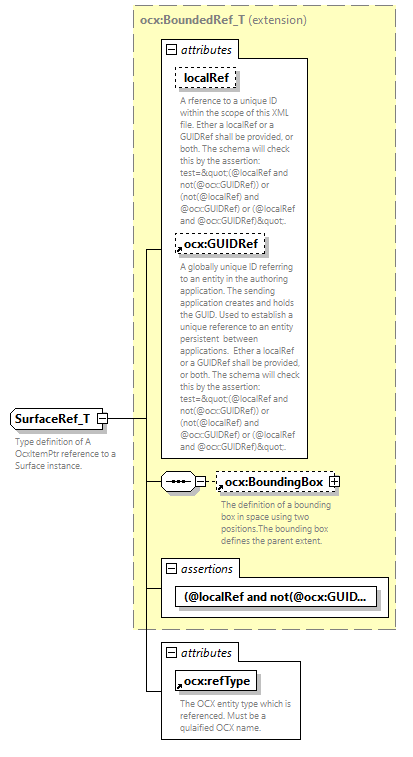 ocx:BoundedRef_T (extension)
attributes
localRef
A rference to a unique ID
within the scope of this XML
file. Ether a localRef or a
GUIDRef shall be provided, or
both. The schema will check
this by the assertion:
test=&quot;(@localRef and
not(@ocx:GUIDRef)) or
(not(@localRef) and
@ocx:GUIDRef) or (@localRef
and @ocx:GUIDRef)&quot;.
ocx:GUIDRef
A globally unique ID referring
to an entity in the authoring
application. The sending
application creates and holds
the GUID. Used to establish a
unique reference to an entity
persistent  between
applications.  Ether a localRef
or a GUIDRef shall be provided,
or both. The schema will check
this by the assertion:
test=&quot;(@localRef and
not(@ocx:GUIDRef)) or
(not(@localRef) and
@ocx:GUIDRef) or (@localRef
and @ocx:GUIDRef)&quot;.
SurfaceRef_T
Type definition of A
OcxItemPtr reference to a
Surface instance.
ocx:BoundingBox
The definition of a bounding
box in space using two
positions.The bounding box
defines the parent extent.
assertions
(@localRef and not(@ocx:GUID...
attributes
ocx:refType
The OCX entity type which is
referenced. Must be a
qulaified OCX name.